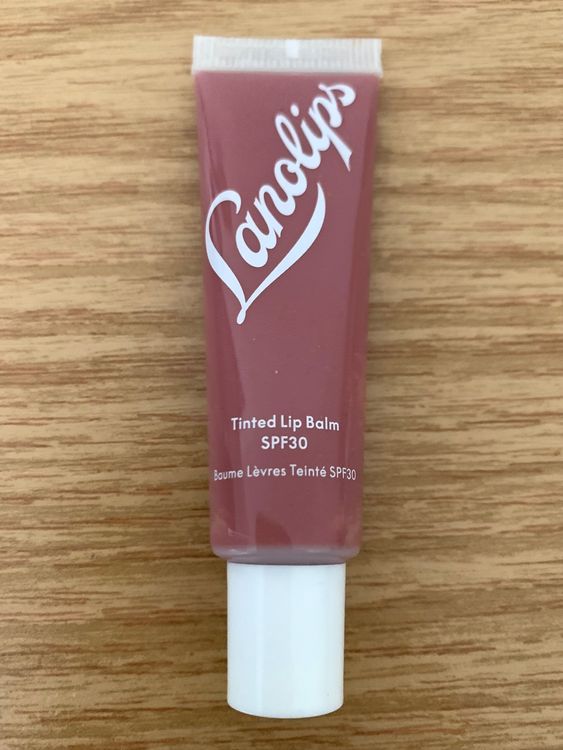 Lanolips
Tinted Lip Balm
SPF30
Baume Lèvres Teinté SPF30